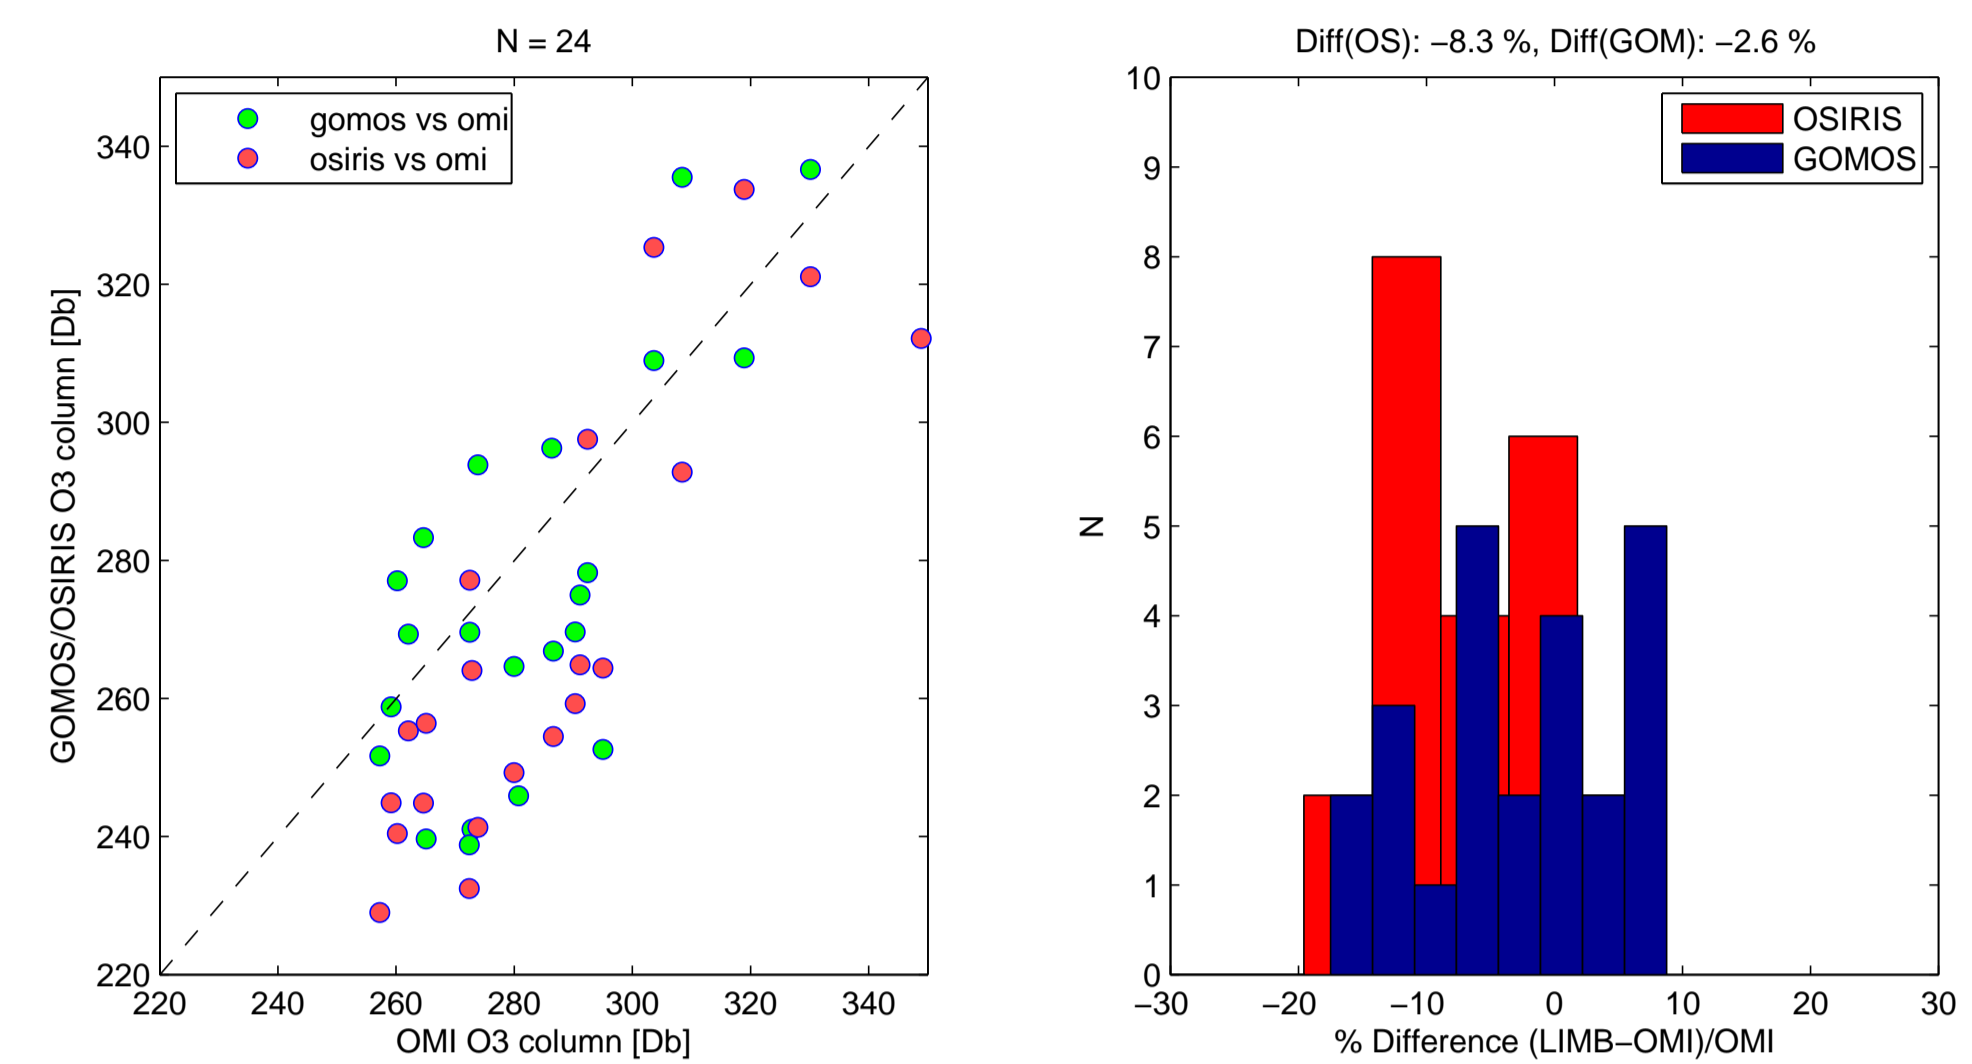 N = 24
gomos vs omi
osiris vs omi
GOMOS/OSIRIS O3 column [Db]
340
320
300
280
260
240
220
220 240 260 280 300 320 340
OMI O3 column [Db]
Diff(OS): −8.3 %, Diff(GOM): −2.6 %
OSIRIS
GOMOS
N
10
9
8
7
6
5
4
3
2
1
0
−30 −20 −10 0 10 20 30
% Difference (LIMB−OMI)/OMI